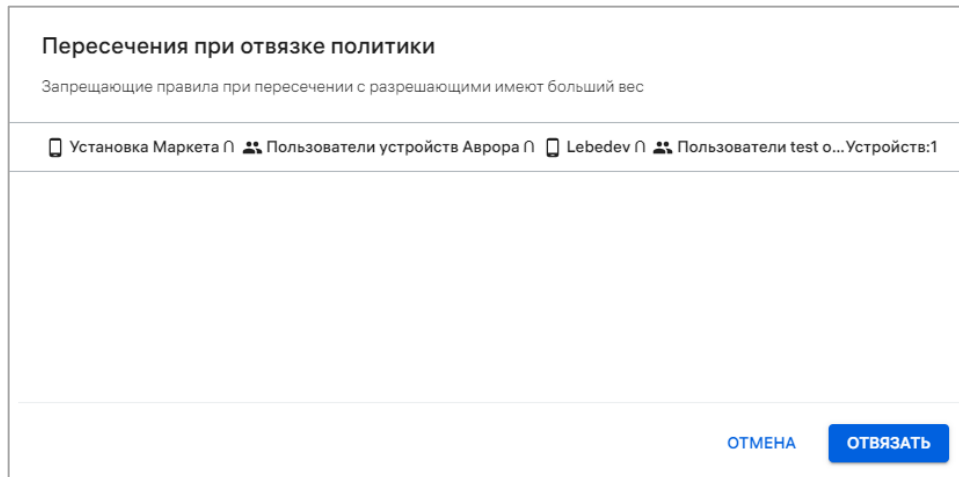 Пересечения при отвязке политики
Запрещающие правила при пересечении с разрешающими имеют больший вес
Установка Маркета ∩ Пользователи устройств Аврора ∩ Lebedev ∩ Пользователи test o... Устройств:1
ОТМЕНА ОТВЯЗАТЬ